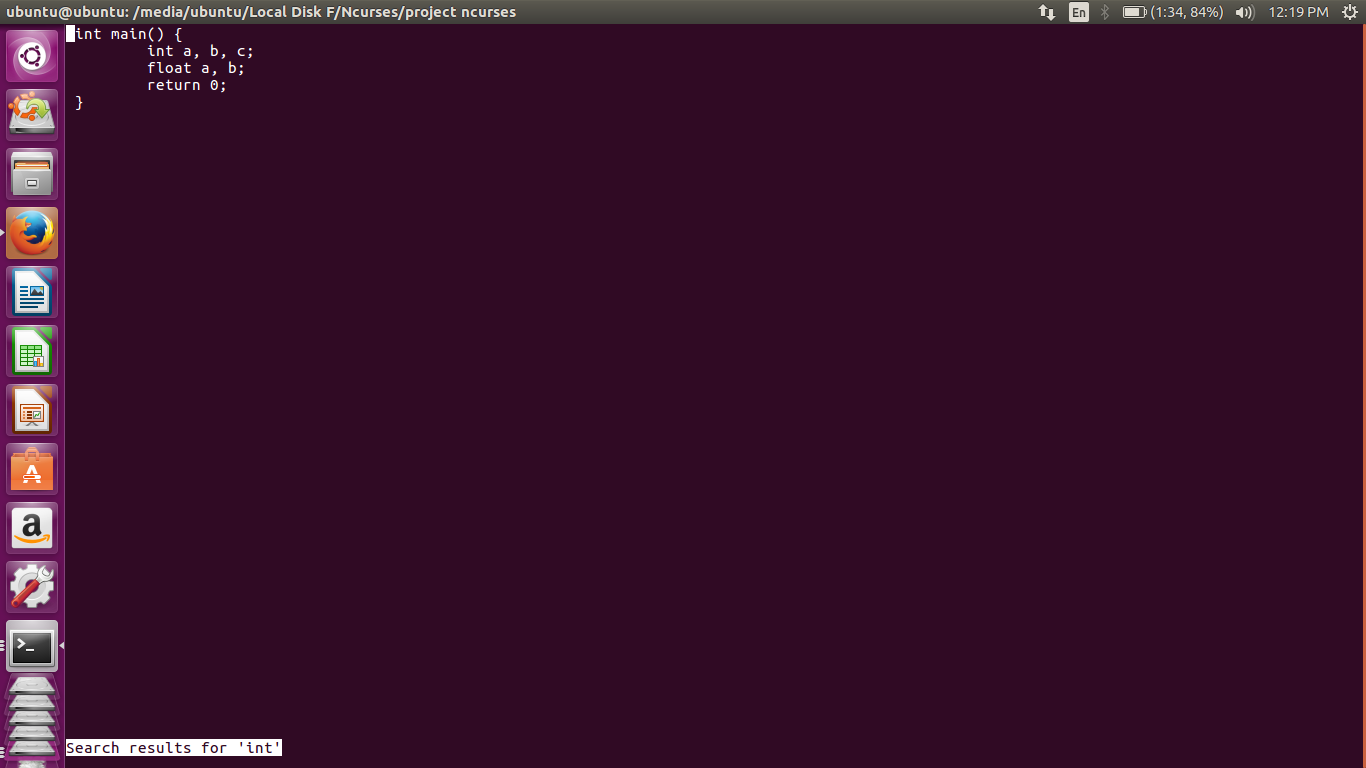 ubuntu@ubuntu: /media/ubuntu/Local Disk F/Ncurses/project ncurses
En
(1:34, 84%)
12:19 PM
int main() {
        int a, b, c;
        float a, b;
        return 0;
}
Search results for 'int'